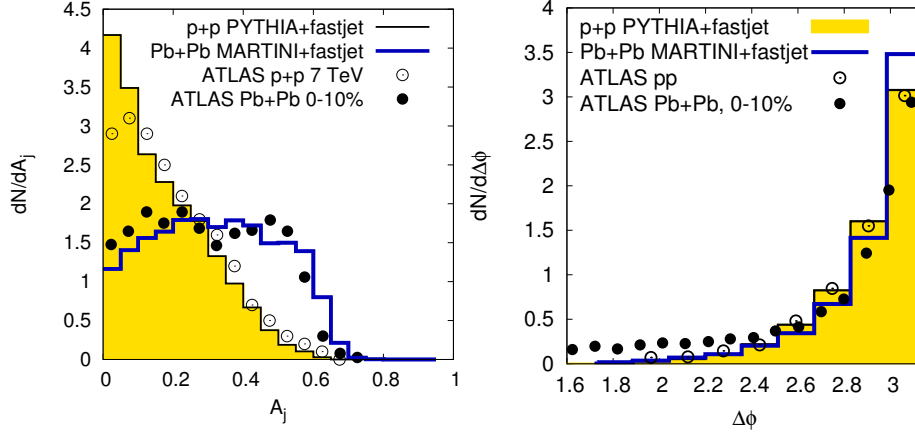 p+p PYTHIA+fastjet
Pb+Pb MARTINI+fastjet
ATLAS p+p 7 TeV
ATLAS Pb+Pb 0-10%
dN/dA_j
4.5
4
3.5
3
2.5
2
1.5
1
0.5
0
0 0.2 0.4 0.6 0.8 1
A_j
p+p PYTHIA+fastjet
Pb+Pb MARTINI+fastjet
ATLAS pp
ATLAS Pb+Pb, 0-10%
dN/dΔϕ
4
3.5
3
2.5
2
1.5
1
0.5
0
1.6 1.8 2 2.2 2.4 2.6 2.8 3
Δϕ